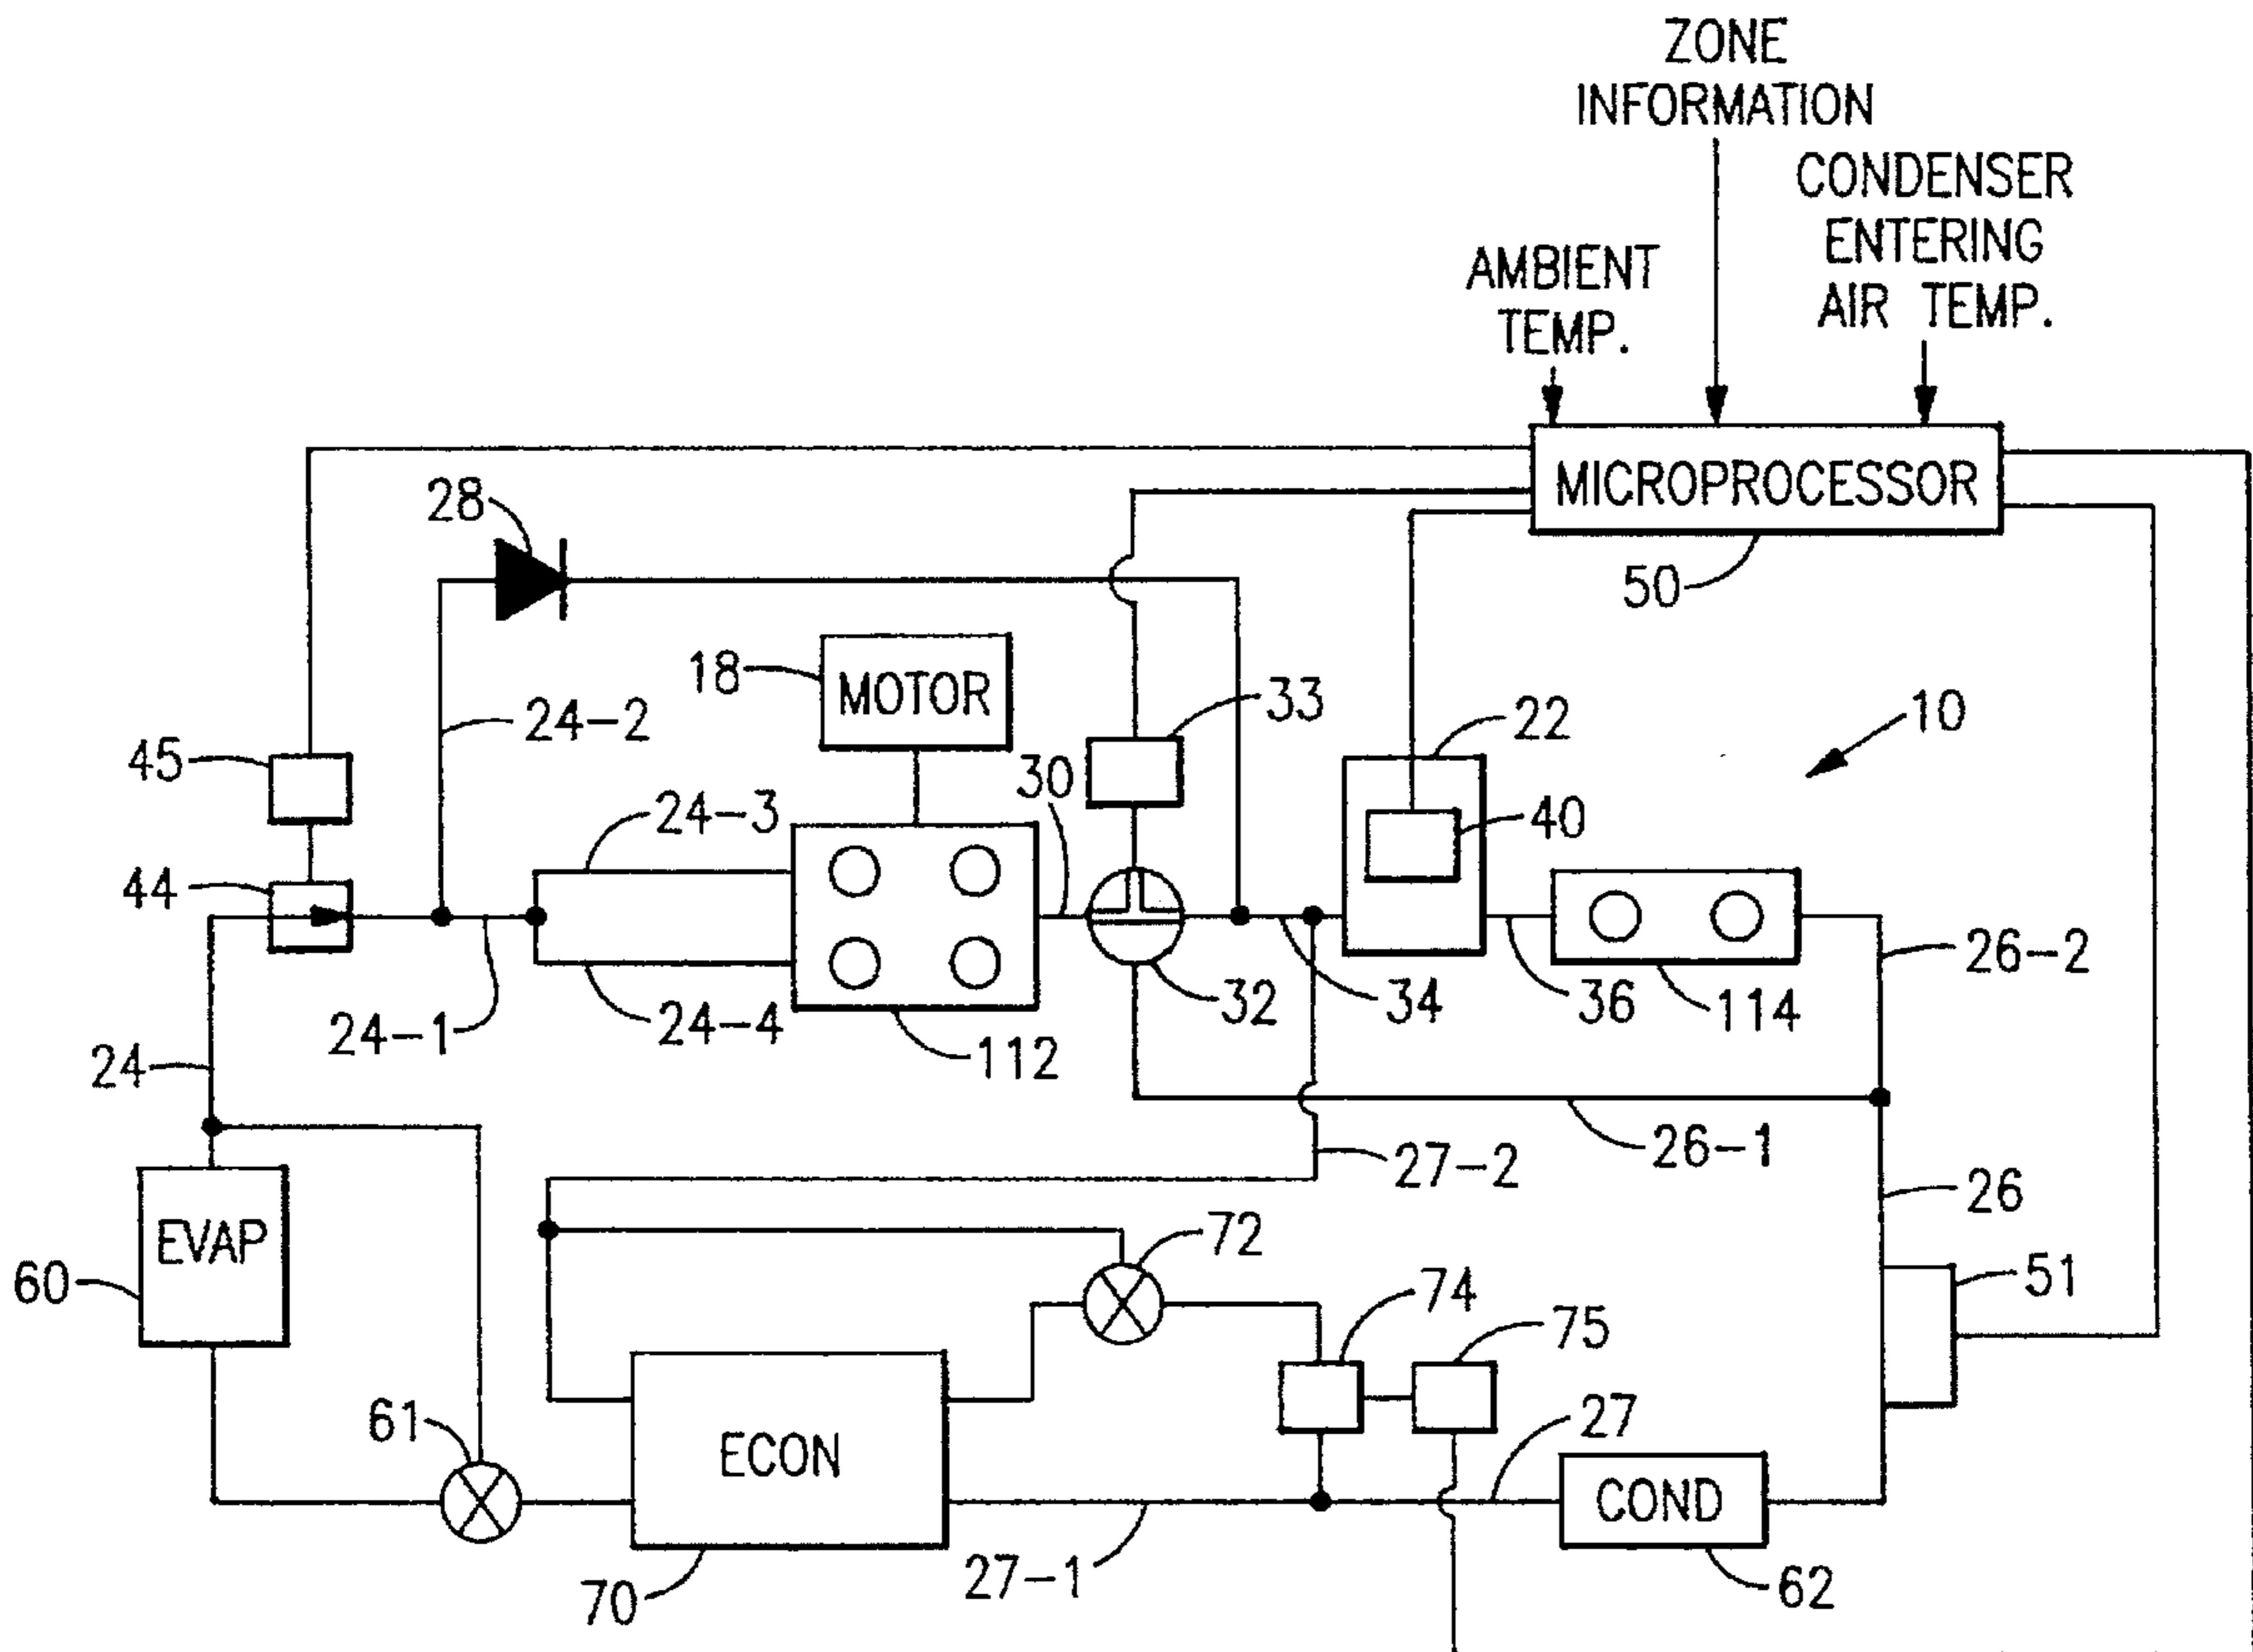 ZONE
INFORMATION
CONDENSER
ENTERING
AIR TEMP.
AMBIENT
TEMP.
MICROPROCESSOR
50
28
18
MOTOR
33
22
10
24-2
45
30
24-3
40
44
24-1
24-4
112
32
34
36
114
26-2
24
26-1
27-2
26
EVAP
60
72
51
74
75
61
ECON
27
COND
27-1
70
62